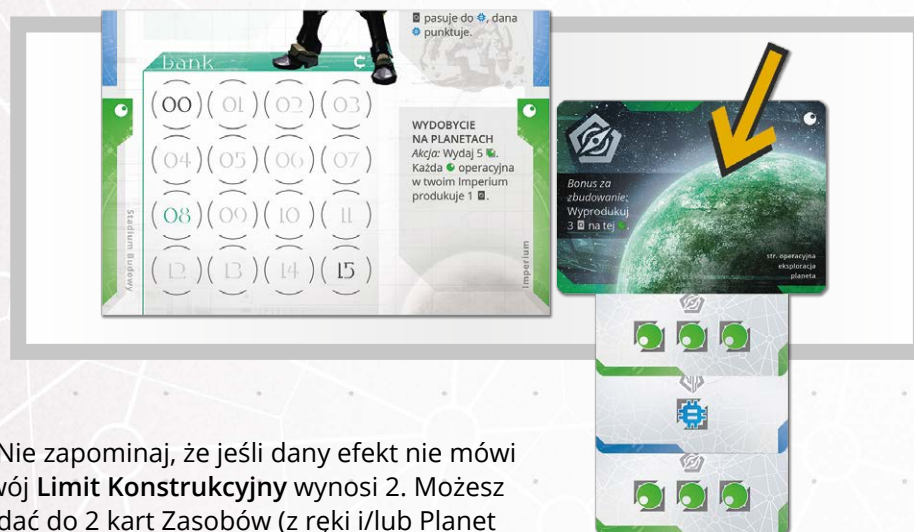 pasuje do, dana
punktuje.
bank ¢
00 01 02 03
04 05 06 07
08 09 10 11
12 13 14 15
Stadium Budowy
WYDOBYCIE
NA PLANETACH
Akcja: Wydaj 5.
Każda operacyjna
w twoim Imperium
produkuje 1.
Imperium
Bonus za
zbudowanie:
Wyprodukuj
3 na tej
str. operacyjna
eksploracja
planeta
Nie zapominaj, że jeśli dany efekt nie mówi
wój Limit Konstrukcyjny wynosi 2. Możesz
dać do 2 kart Zasobów (z ręki i/lub Planet